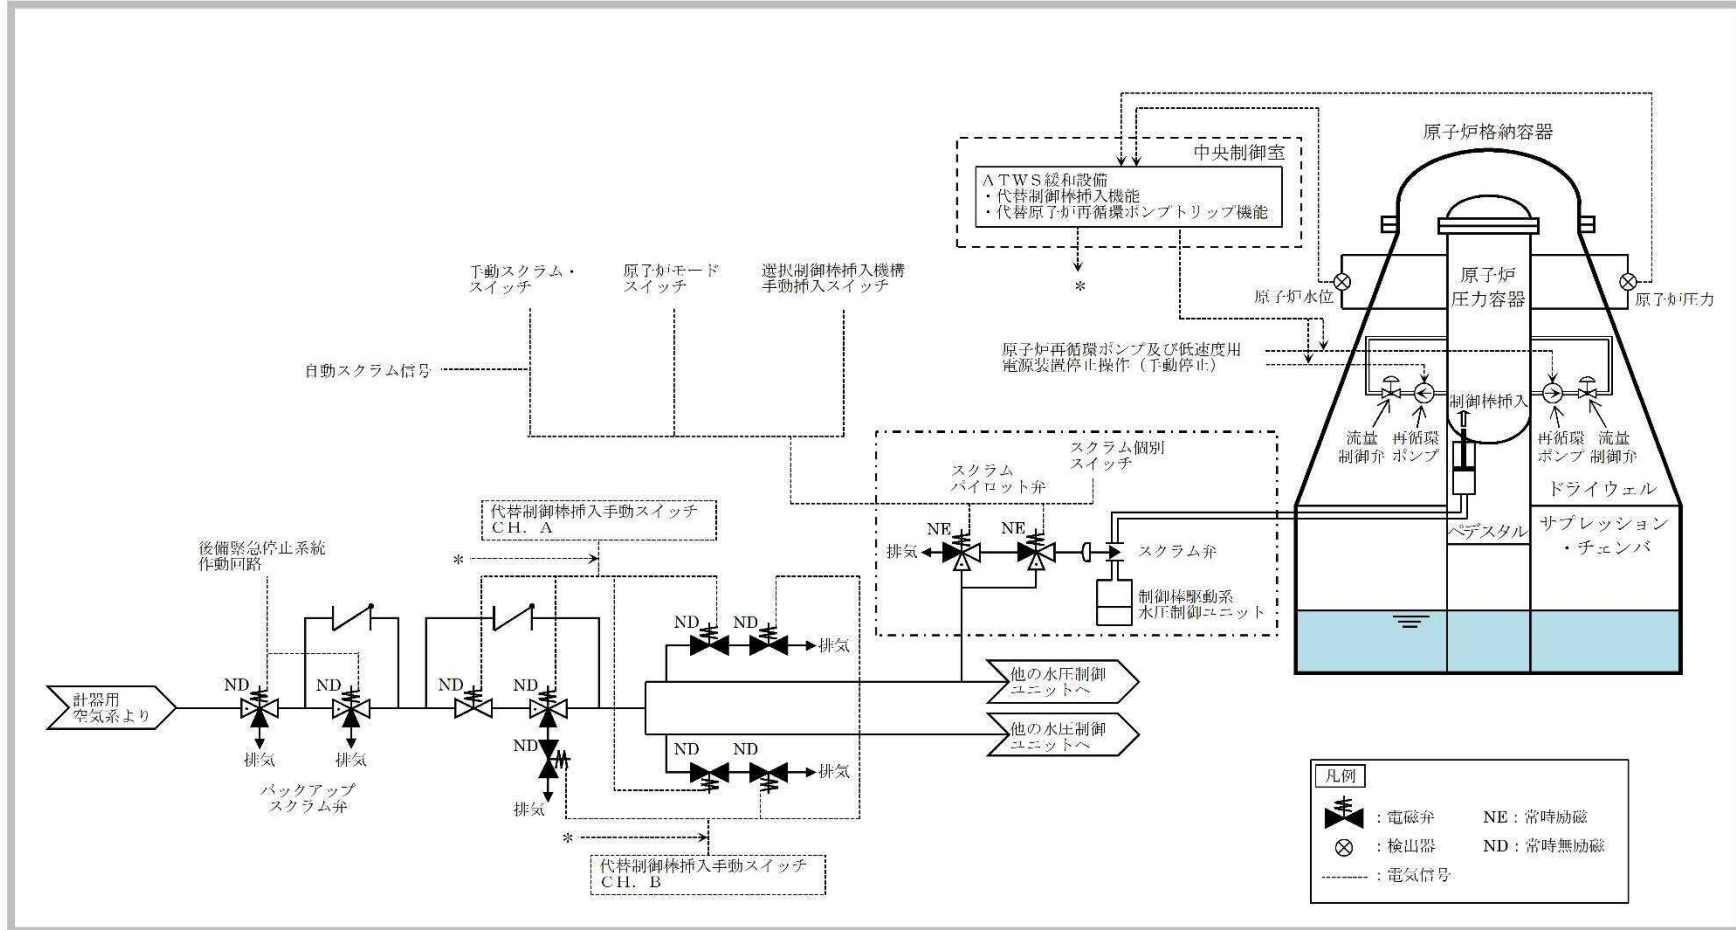 原子炉格納容器
中央制御室
ATWS緩和設備
・代替制御棒挿入機能
・代替原子炉再循環ポンプトリップ機能
*
原子炉
圧力容器
原子炉水位
原子炉圧力
手動スクラム・
スイッチ
原子炉モード
スイッチ
選択制御棒挿入機構
手動挿入スイッチ
自動スクラム信号
原子炉再循環ポンプ及び低速度用
電源装置停止操作(手動停止)
制御棒挿入
流量
制御弁
再循環
ポンプ
再循環
ポンプ
流量
制御弁
ドライウェル
ペデスタル
サプレッション
・チェンバ
スクラム
パイロット弁
スクラム個別
スイッチ
NE
NE
排気
スクラム弁
制御棒駆動系
水圧制御ユニット
代替制御棒挿入手動スイッチ
CH. A
*
後備緊急停止系統
作動回路
ND
ND
排気
計器用
空気系より
ND
ND
ND
ND
排気
排気
バックアップ
スクラム弁
ND
排気
ND
ND
排気
他の水圧制御
ユニットへ
他の水圧制御
ユニットへ
*
代替制御棒挿入手動スイッチ
CH. B
凡例
:電磁弁
NE:常時励磁
:検出器
ND:常時無励磁
:電気信号